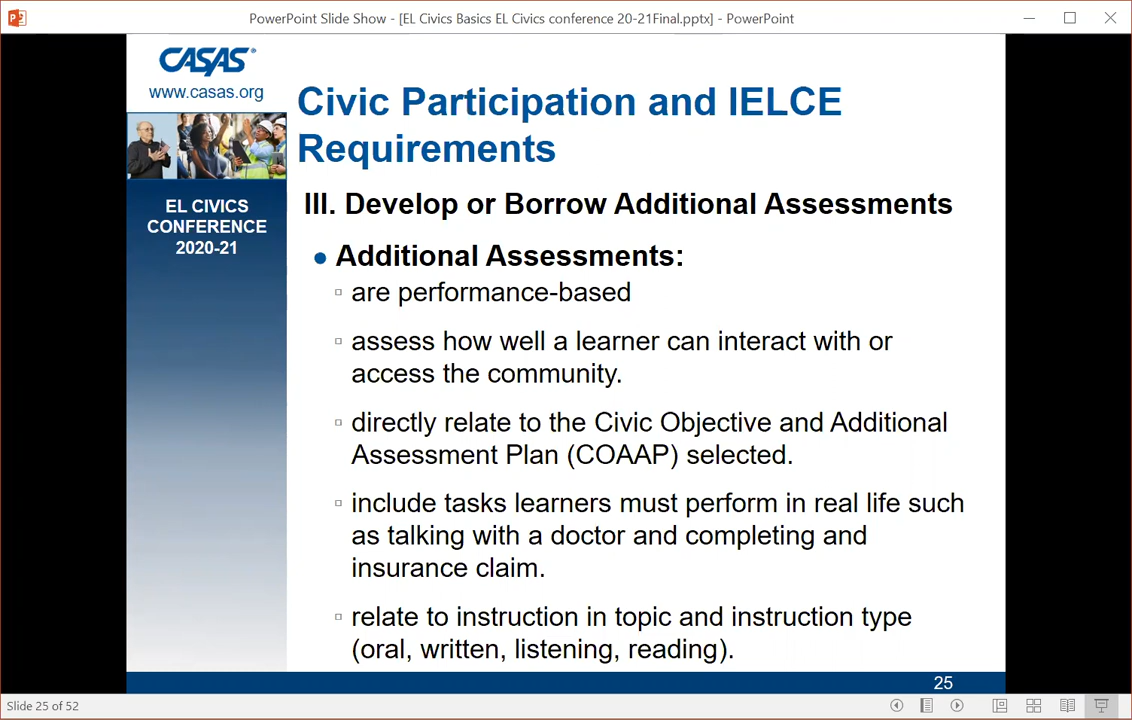 PowerPoint Slide Show - [EL Civics Basics EL Civics conference 20-21Final.pptx] - PowerPoint
CASAS®
www.casas.org
EL CIVICS
CONFERENCE
2020-21
Civic Participation and IELCE
Requirements
III. Develop or Borrow Additional Assessments
Additional Assessments:
are performance-based
assess how well a learner can interact with or
access the community.
directly relate to the Civic Objective and Additional
Assessment Plan (COAAP) selected.
include tasks learners must perform in real life such
as talking with a doctor and completing and
insurance claim.
relate to instruction in topic and instruction type
(oral, written, listening, reading).
25
Slide 25 of 52